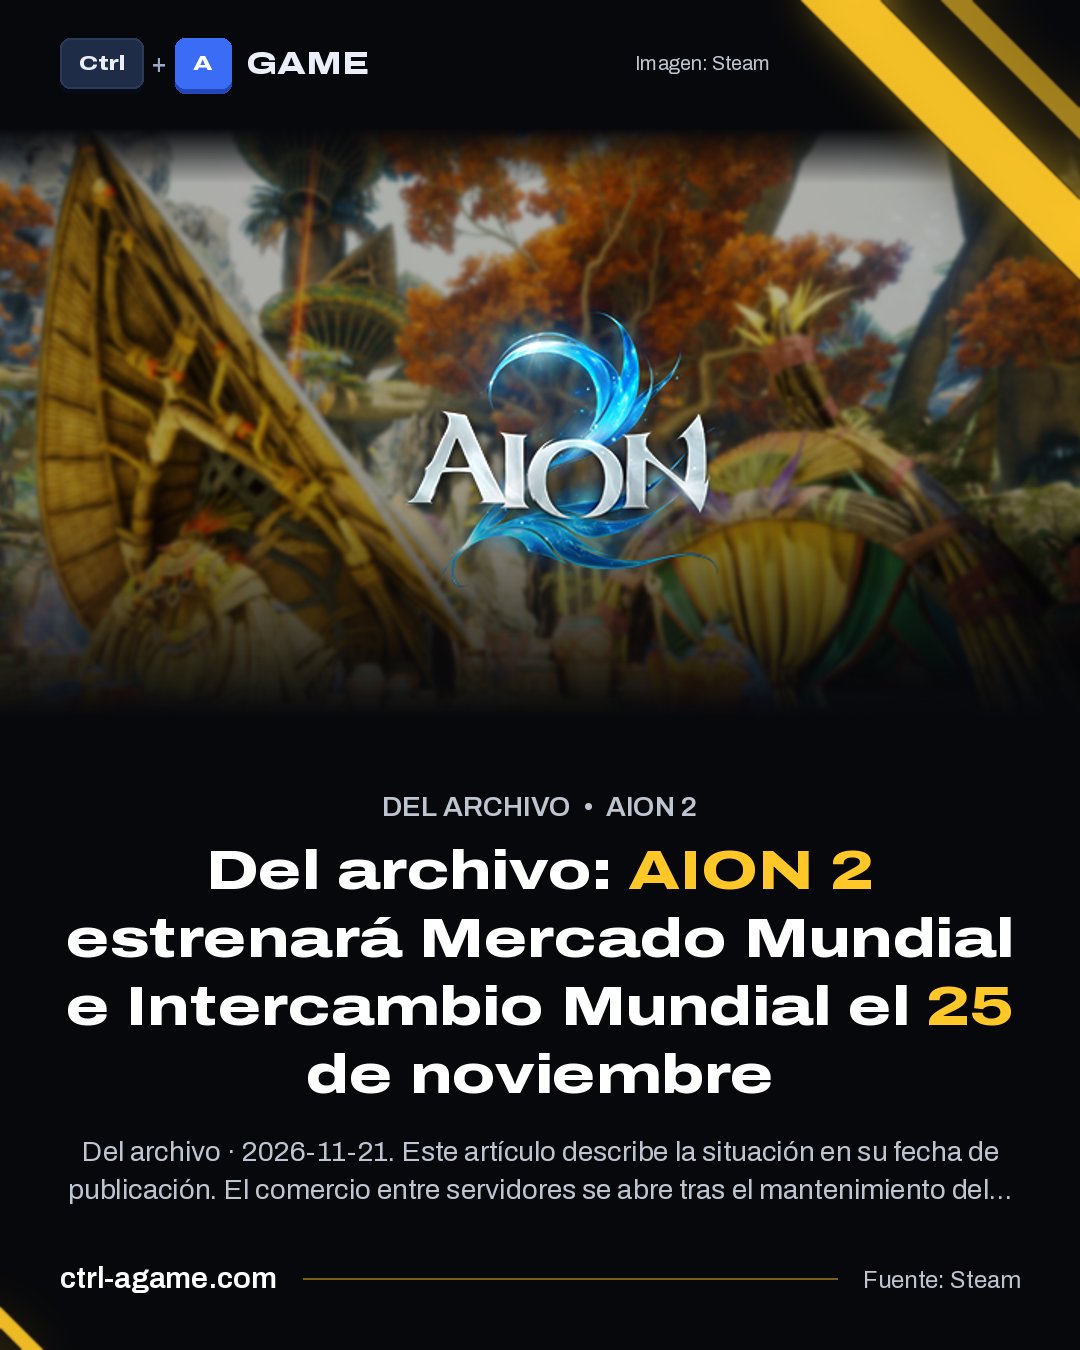 Ctrl + A GAME
Imagen: Steam
AION 2
DEL ARCHIVO • AION 2
Del archivo: AION 2
estrenará Mercado Mundial
e Intercambio Mundial el 25
de noviembre
Del archivo · 2026-11-21. Este artículo describe la situación en su fecha de
publicación. El comercio entre servidores se abre tras el mantenimiento del...
ctrl-agame.com
Fuente: Steam